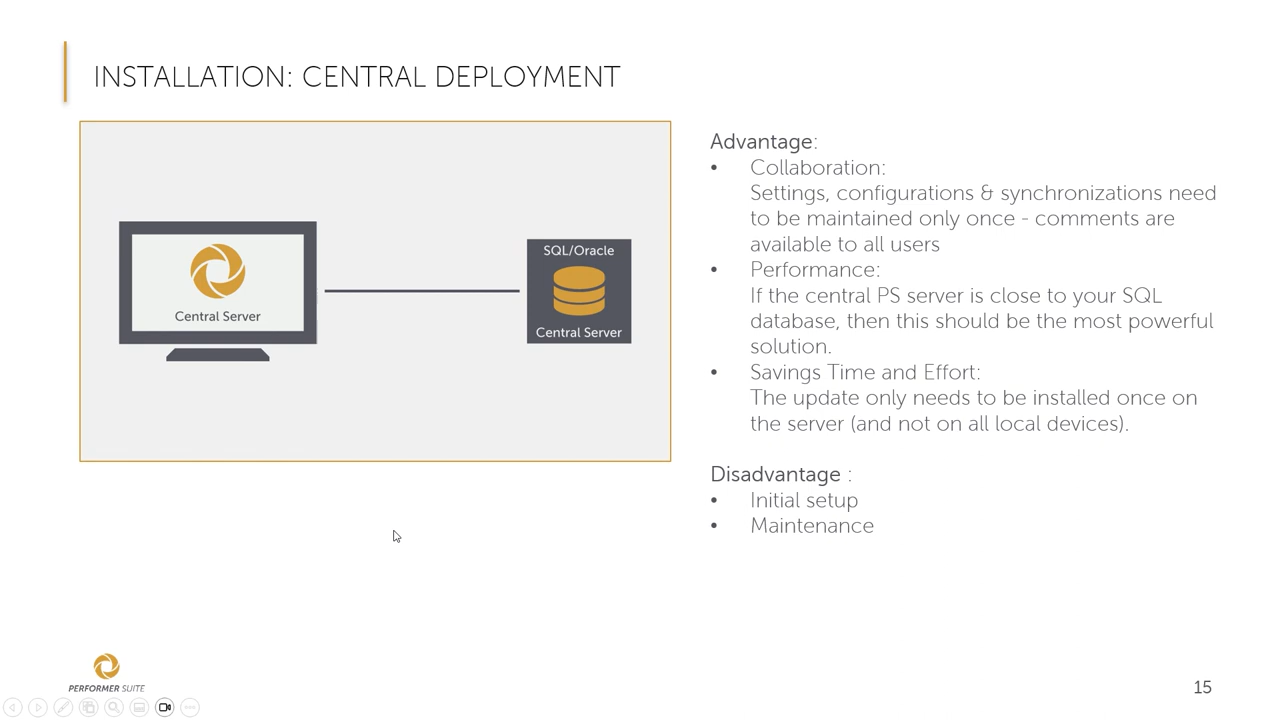 INSTALLATION: CENTRAL DEPLOYMENT
Central Server
SQL/Oracle
Central Server
Advantage:
• Collaboration:
Settings, configurations & synchronizations need
to be maintained only once - comments are
available to all users
• Performance:
If the central PS server is close to your SQL
database, then this should be the most powerful
solution.
• Savings Time and Effort:
The update only needs to be installed once on
the server (and not on all local devices).
Disadvantage :
• Initial setup
• Maintenance
PERFORMER SUITE
15